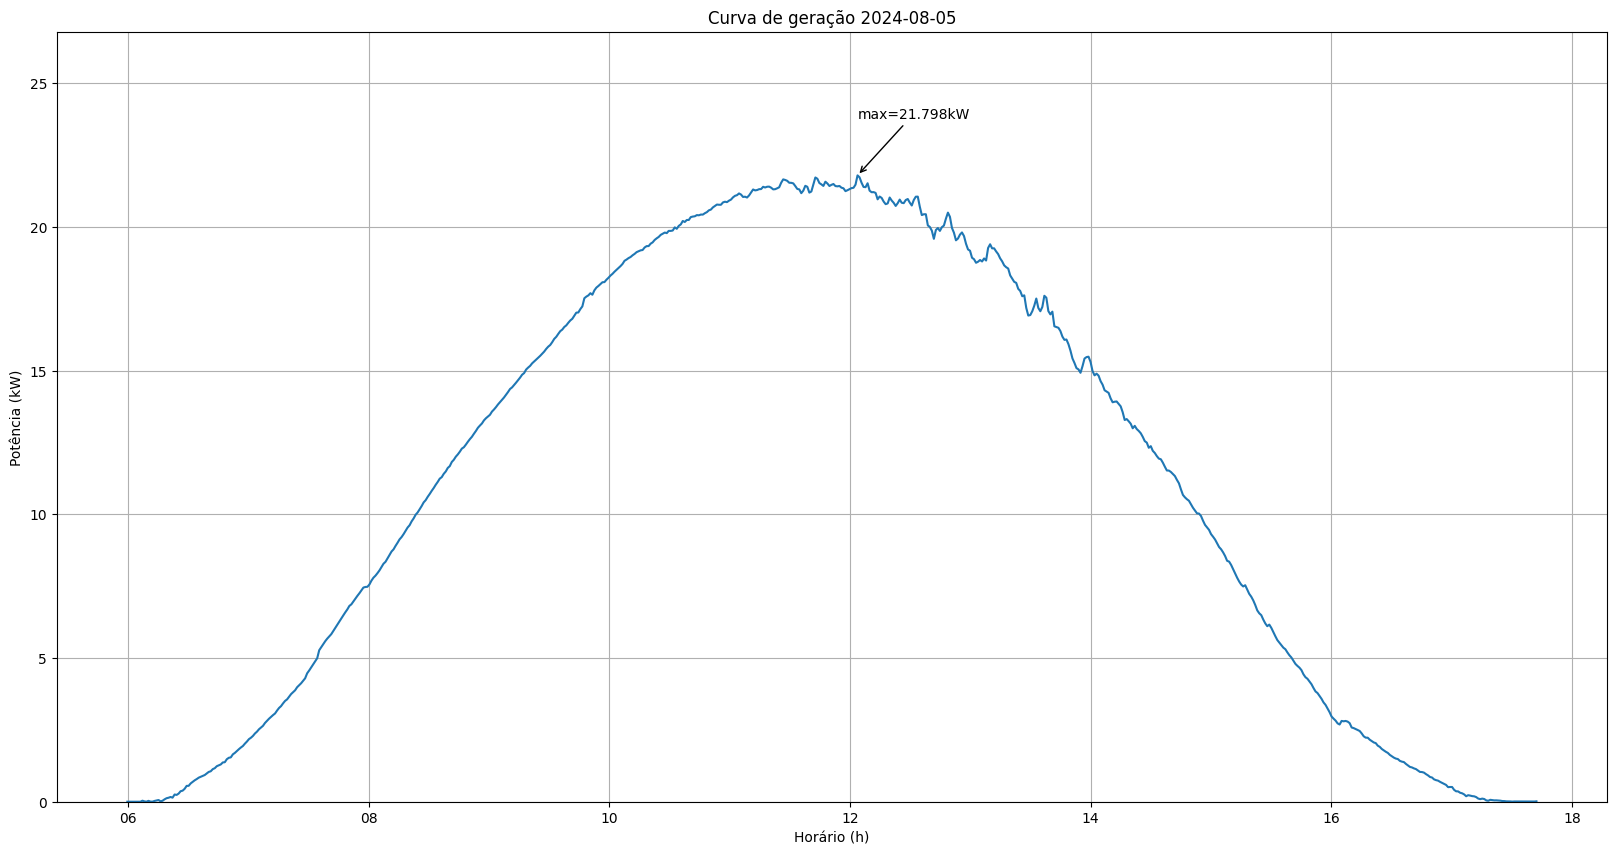 Curva de geração 2024-08-05
25
max=21.798kW
20
15
Potência (kW)
10
5
0
06 08 10 12 14 16 18
Horário (h)